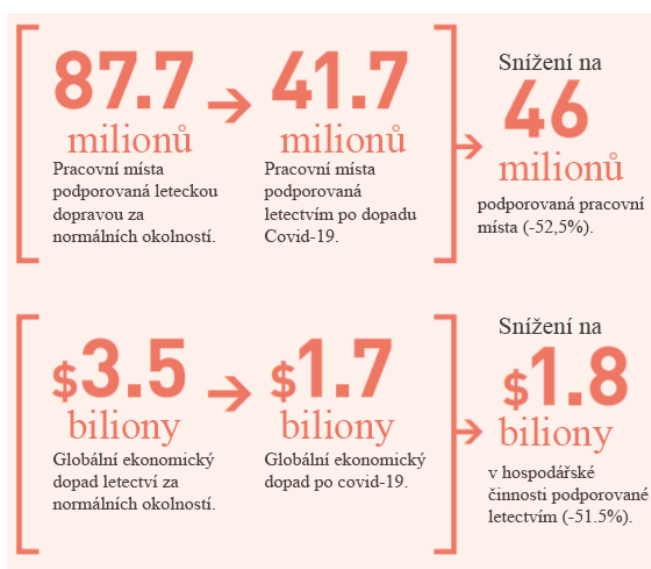 87.7
milionů
Pracovní místa
podporovaná leteckou
dopravou za
normálních okolností.
41.7
milionů
Pracovní místa
podporovaná
letectvím po dopadu
Covid-19.
Snížení na
46
milionů
podporovaná pracovní
místa (-52,5%).
$3.5
biliony
Globální ekonomický
dopad letectví za
normálních okolností.
$1.7
biliony
Globální ekonomický
dopad po covid-19.
Snížení na
$1.8
biliony
v hospodářské
činnosti podporované
letectvím (-51.5%).